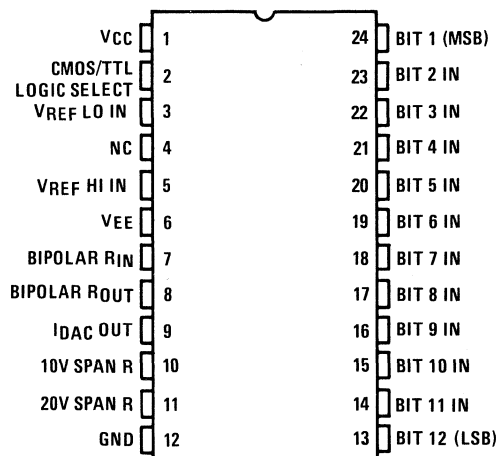 VCC 1 24 BIT 1 (MSB)
CMOS/TTL
LOGIC SELECT 2 23 BIT 2 IN
VREF LO IN 3 22 BIT 3 IN
NC 4 21 BIT 4 IN
VREF HI IN 5 20 BIT 5 IN
VEE 6 19 BIT 6 IN
BIPOLAR RIN 7 18 BIT 7 IN
BIPOLAR ROUT 8 17 BIT 8 IN
IDAC OUT 9 16 BIT 9 IN
10V SPAN R 10 15 BIT 10 IN
20V SPAN R 11 14 BIT 11 IN
GND 12 13 BIT 12 (LSB)